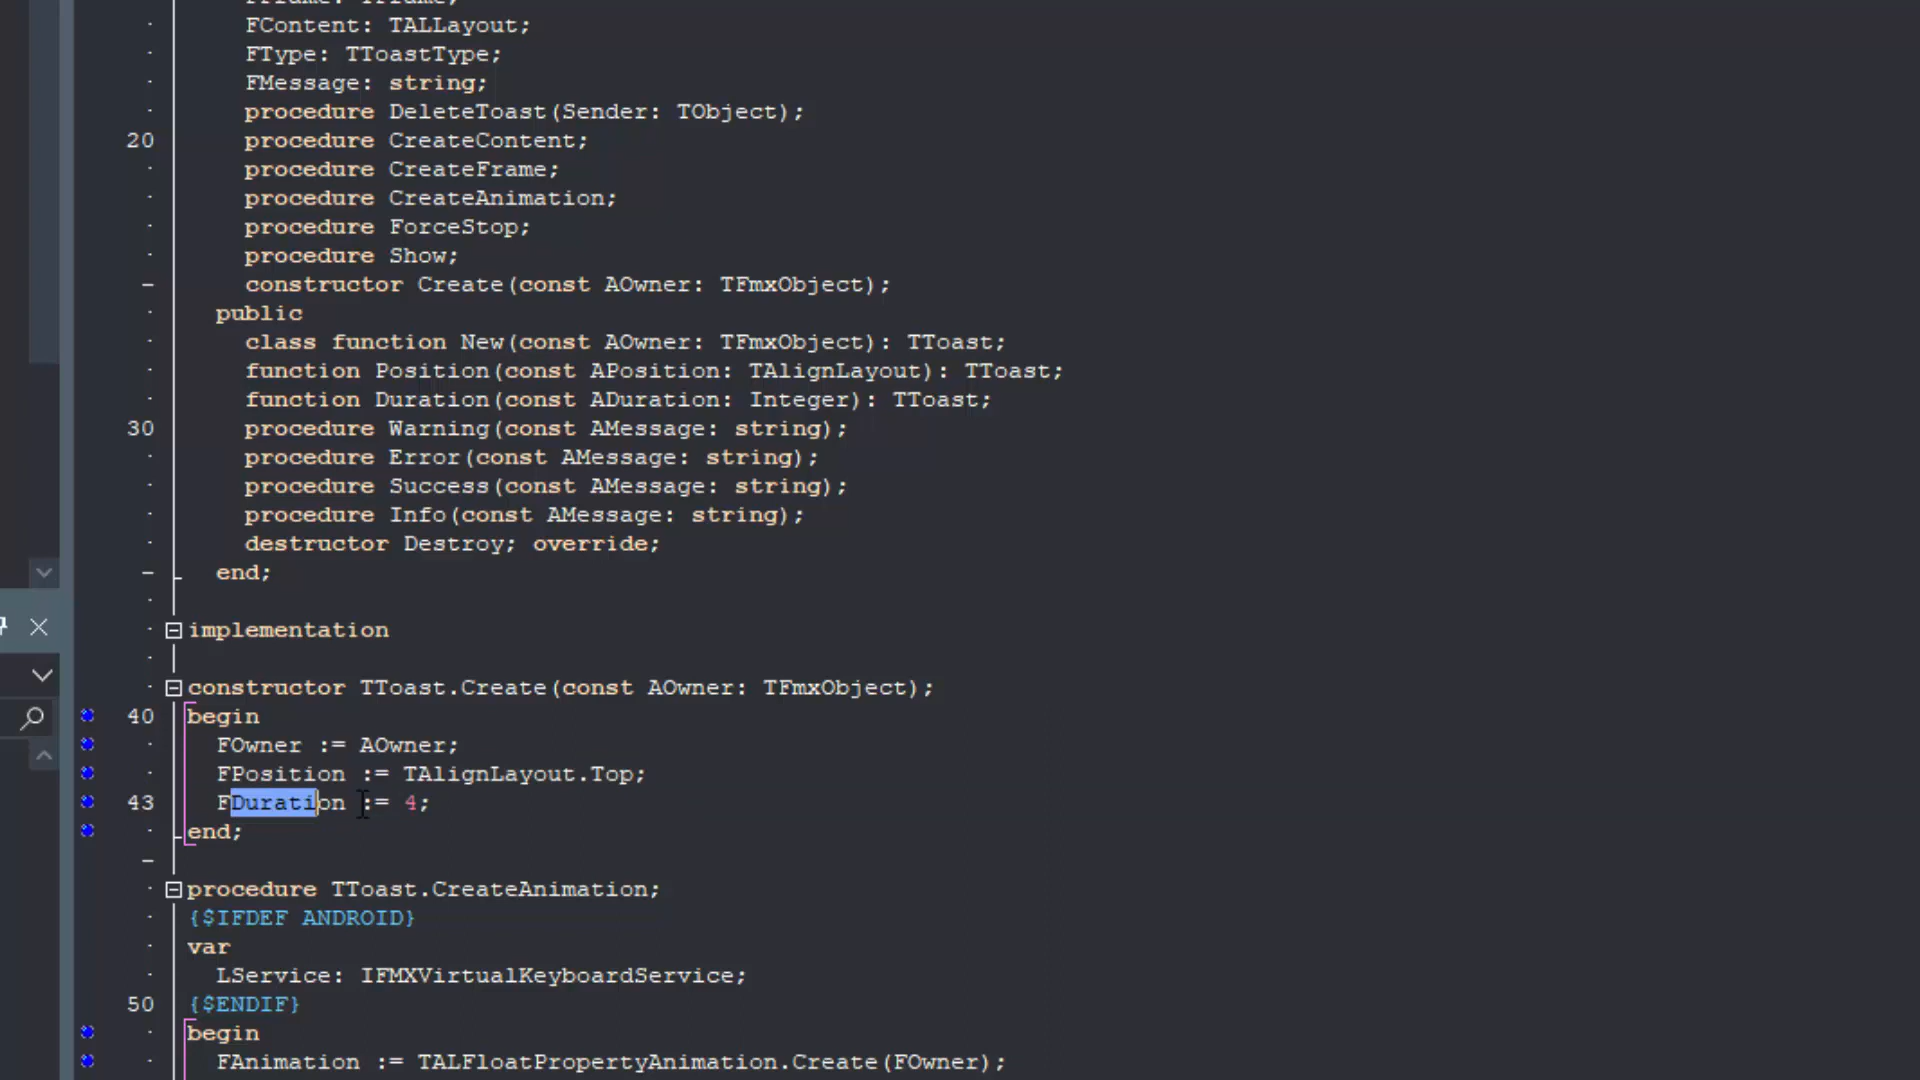 FContent: TALLayout;
FType: TToastType;
FMessage: string;
procedure DeleteToast(Sender: TObject);
20 procedure CreateContent;
procedure CreateFrame;
procedure CreateAnimation;
procedure ForceStop;
procedure Show;
constructor Create(const AOwner: TFmxObject);
public
class function New(const AOwner: TFmxObject): TToast;
function Position(const APosition: TAlignLayout): TToast;
function Duration(const ADuration: Integer): TToast;
30 procedure Warning(const AMessage: string);
procedure Error(const AMessage: string);
procedure Success(const AMessage: string);
procedure Info(const AMessage: string);
destructor Destroy; override;
end;
implementation
constructor TToast.Create(const AOwner: TFmxObject);
40 begin
FOwner := AOwner;
FPosition := TAlignLayout.Top;
43 FDuration := 4;
end;
procedure TToast.CreateAnimation;
{$IFDEF ANDROID}
var
LService: IFMXVirtualKeyboardService;
50 {$ENDIF}
begin
FAnimation := TALFloatPropertyAnimation.Create(FOwner);